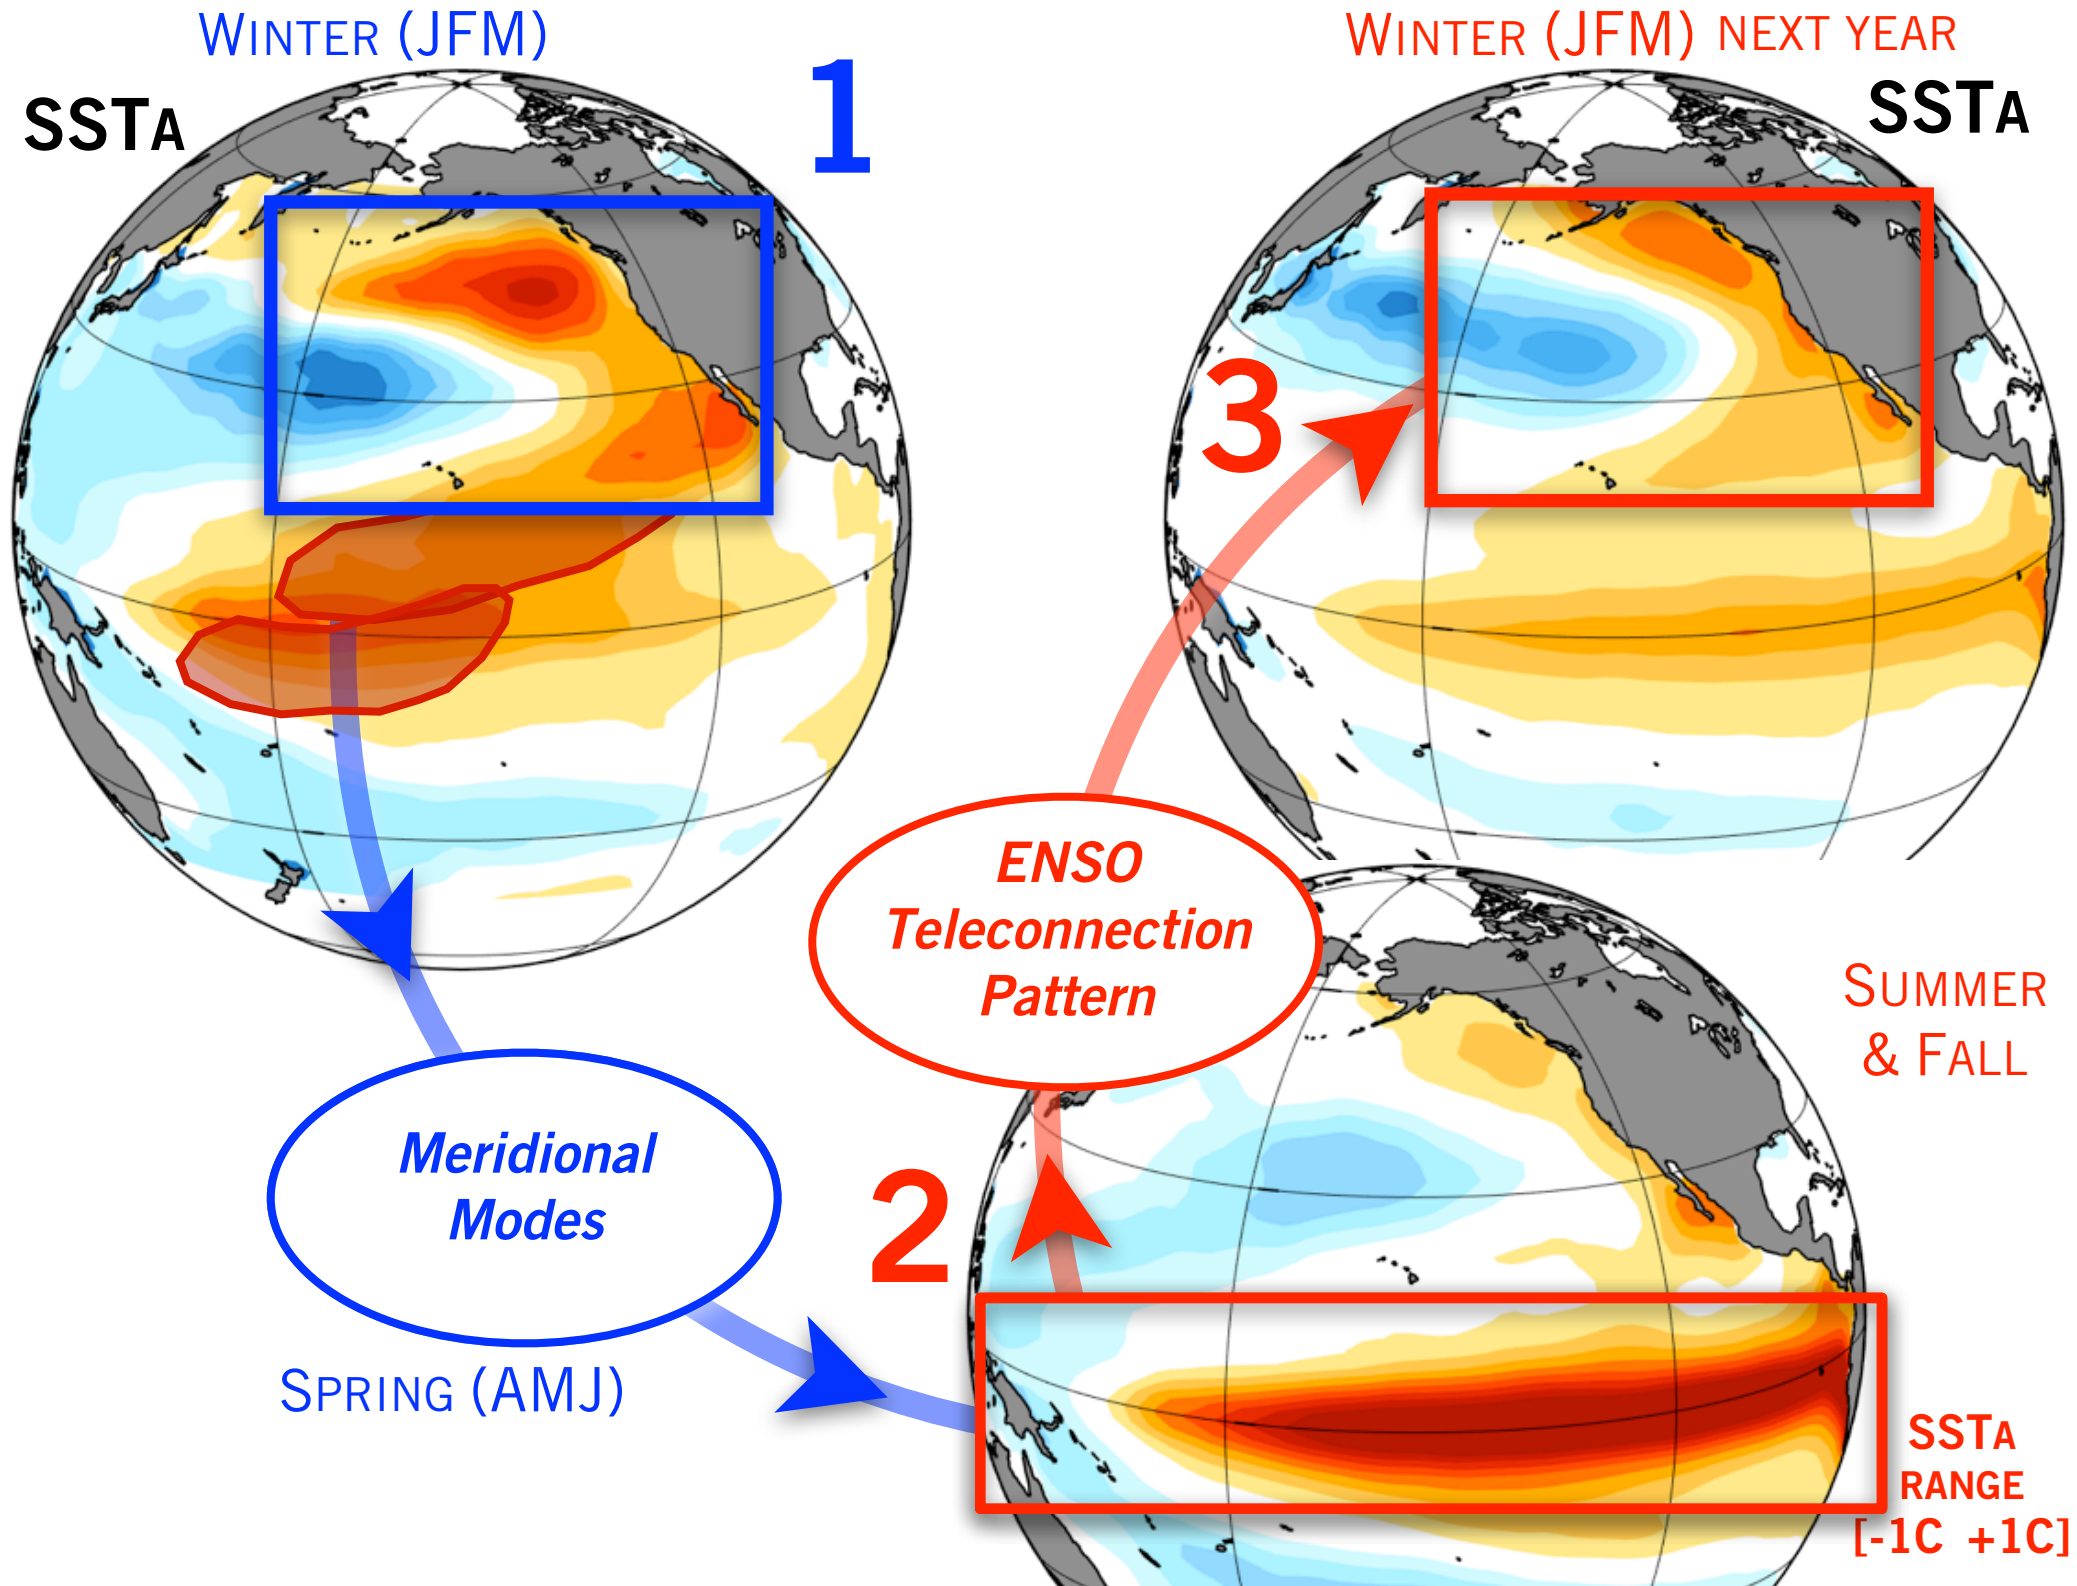 WINTER (JFM)
SSTA
1
WINTER (JFM) NEXT YEAR
SSTA
3
ENSO
Teleconnection
Pattern
SUMMER
& FALL
Meridional
Modes
2
SPRING (AMJ)
SSTA
RANGE
[-1C +1C]